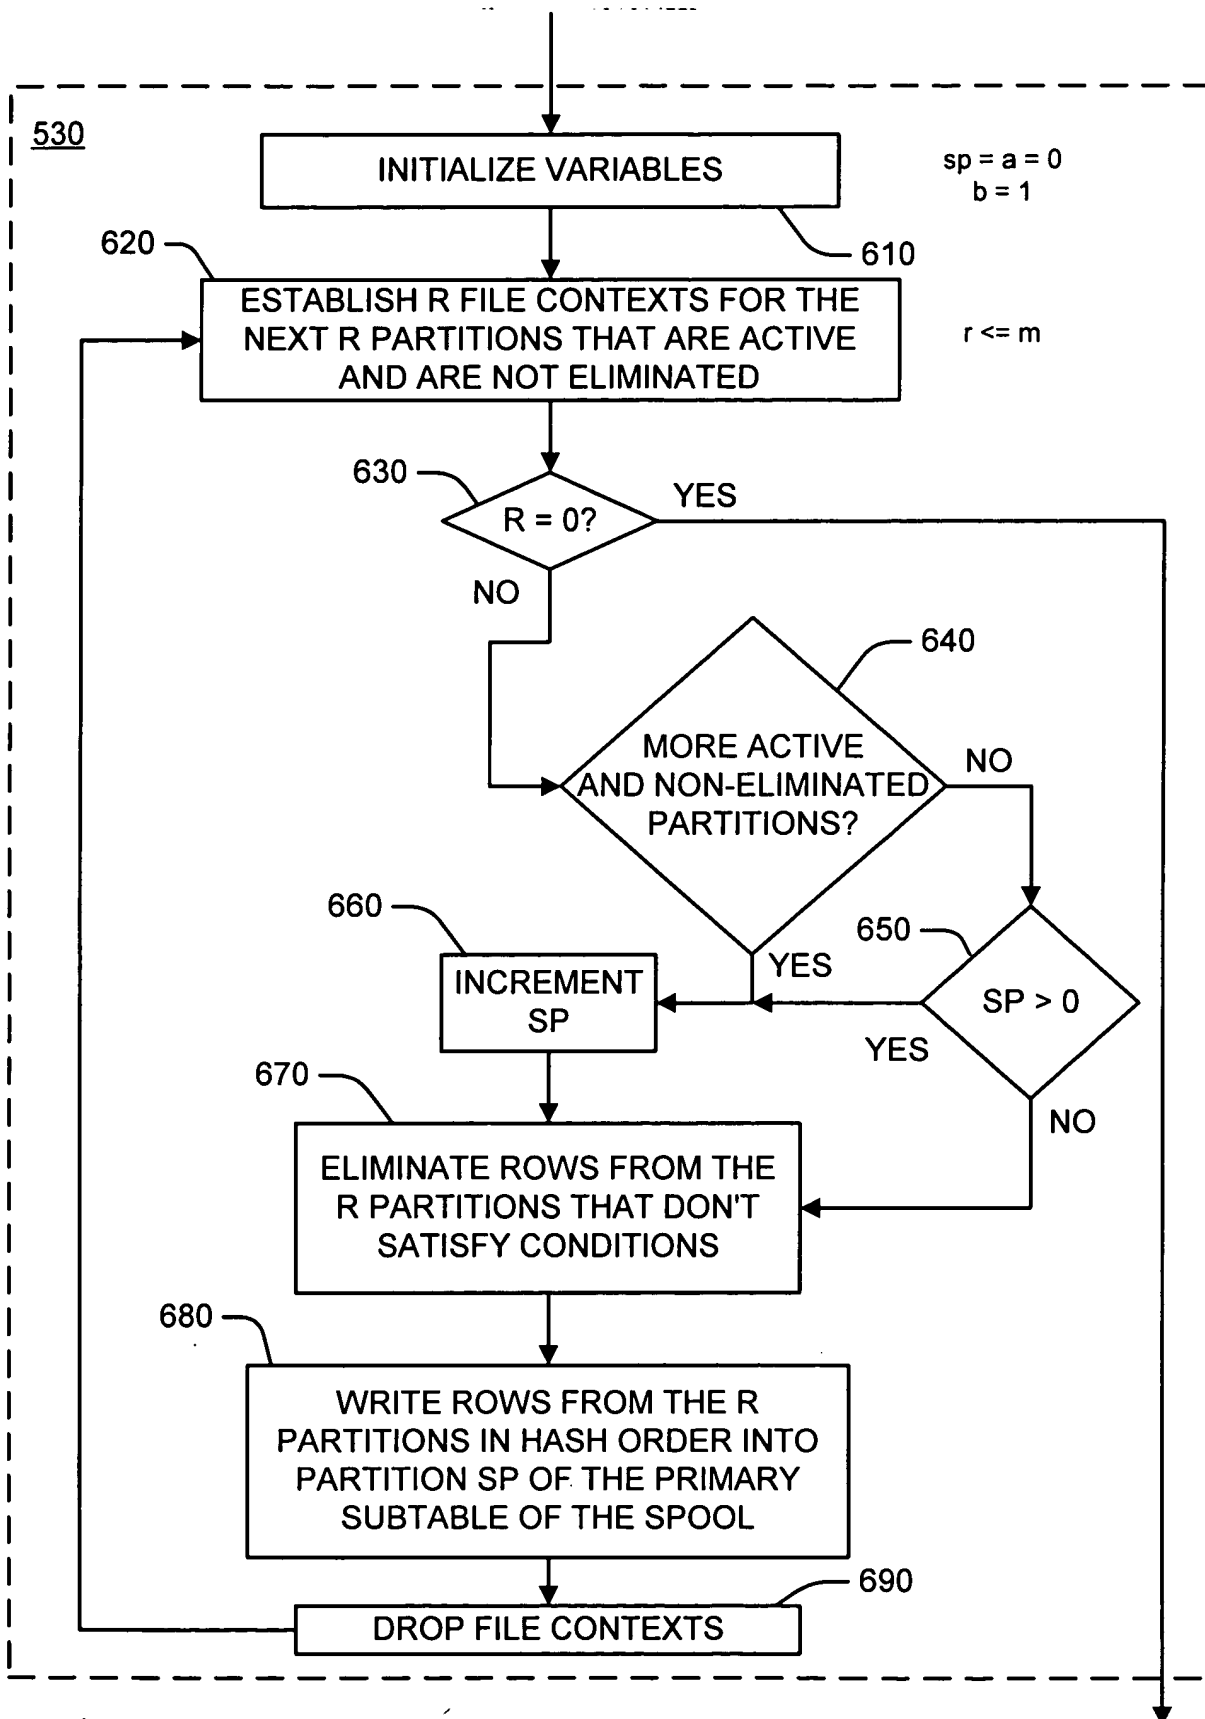 530
INITIALIZE VARIABLES
sp = a = 0
b = 1
610
620
ESTABLISH R FILE CONTEXTS FOR THE
NEXT R PARTITIONS THAT ARE ACTIVE
AND ARE NOT ELIMINATED
r <= m
630
R = 0?
YES
NO
640
MORE ACTIVE
AND NON-ELIMINATED
PARTITIONS?
NO
YES
650
SP > 0
YES
NO
660
INCREMENT
SP
670
ELIMINATE ROWS FROM THE
R PARTITIONS THAT DON'T
SATISFY CONDITIONS
680
WRITE ROWS FROM THE R
PARTITIONS IN HASH ORDER INTO
PARTITION SP OF THE PRIMARY
SUBTABLE OF THE SPOOL
690
DROP FILE CONTEXTS